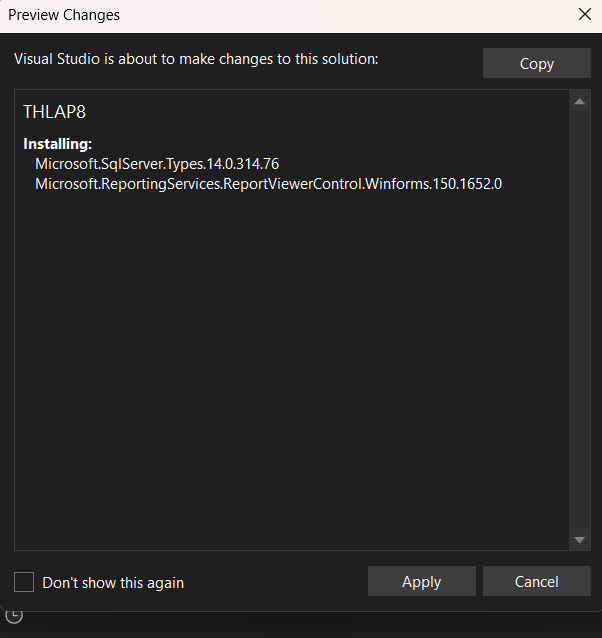 Preview Changes
Visual Studio is about to make changes to this solution:
Copy
THLAP8
Installing:
Microsoft.SqlServer.Types.14.0.314.76
Microsoft.ReportingServices.ReportViewerControl.Winforms.150.1652.0
Don't show this again
Apply
Cancel